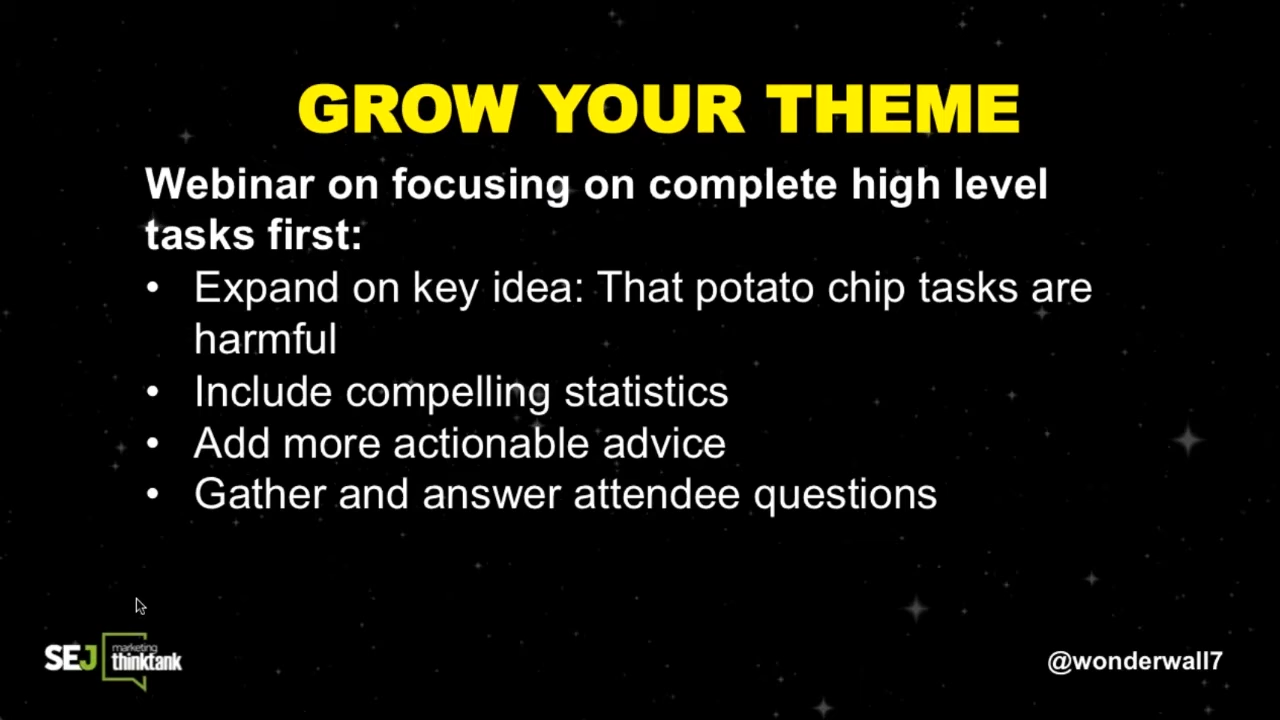 GROW YOUR THEME
Webinar on focusing on complete high level
tasks first:
• Expand on key idea: That potato chip tasks are
harmful
• Include compelling statistics
• Add more actionable advice
• Gather and answer attendee questions
SEJ marketing
thinktank
@wonderwall7